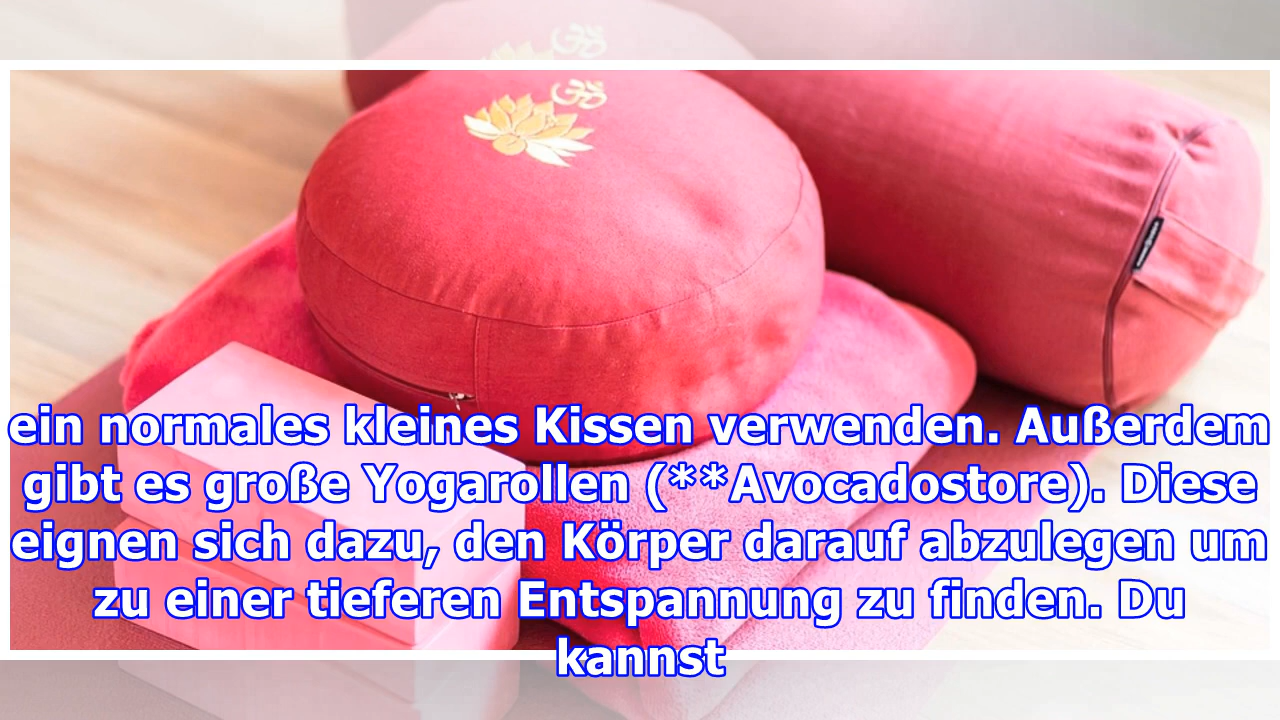 ein normales kleines Kissen verwenden. Außerdem
gibt es große Yogarollen (**Avocadostore). Diese
eignen sich dazu, den Körper darauf abzulegen um
zu einer tieferen Entspannung zu finden. Du
kannst